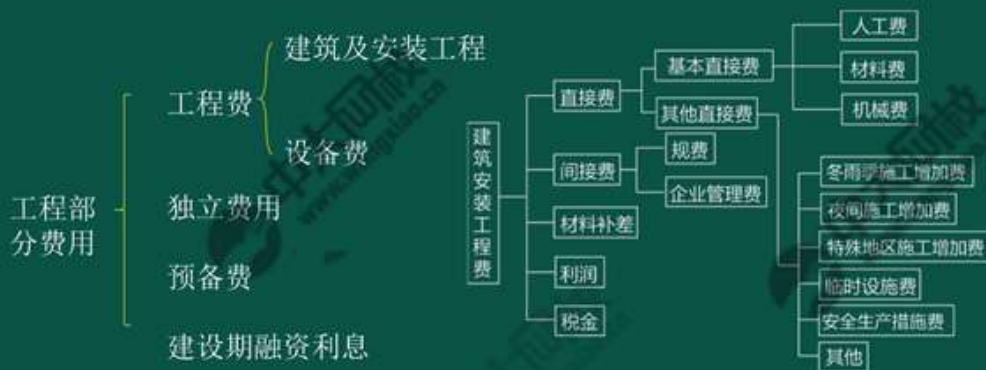 工程部
分费用
工程费
建筑及安装工程
设备费
独立费用
预备费
建设期融资利息
建筑安装工程费
直接费
基本直接费
人工费
材料费
机械费
其他直接费
冬雨季施工增加费
夜间施工增加费
特殊地区施工增加费
临时设施费
安全生产措施费
其他
间接费
规费
企业管理费
材料补差
利润
税金